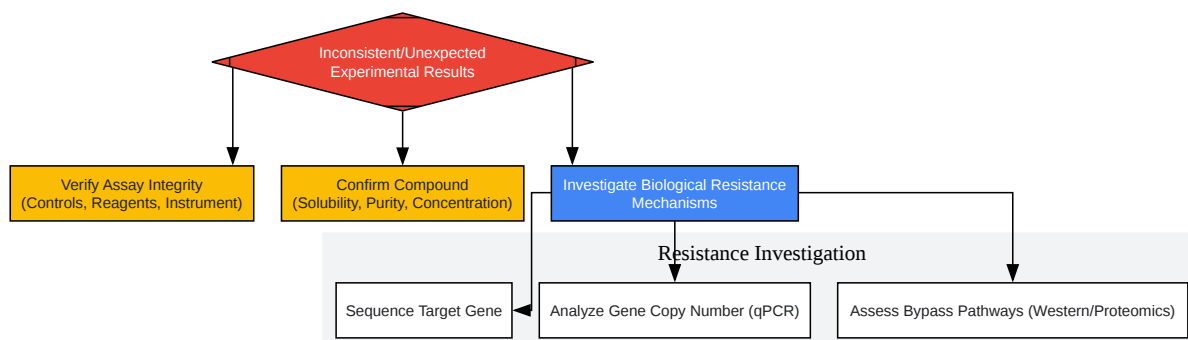 Inconsistent/Unexpected
Experimental Results
Verify Assay Integrity
(Controls, Reagents, Instrument)
Confirm Compound
(Solubility, Purity, Concentration)
Investigate Biological Resistance
Mechanisms
Resistance Investigation
Sequence Target Gene
Analyze Gene Copy Number (qPCR)
Assess Bypass Pathways (Western/Proteomics)